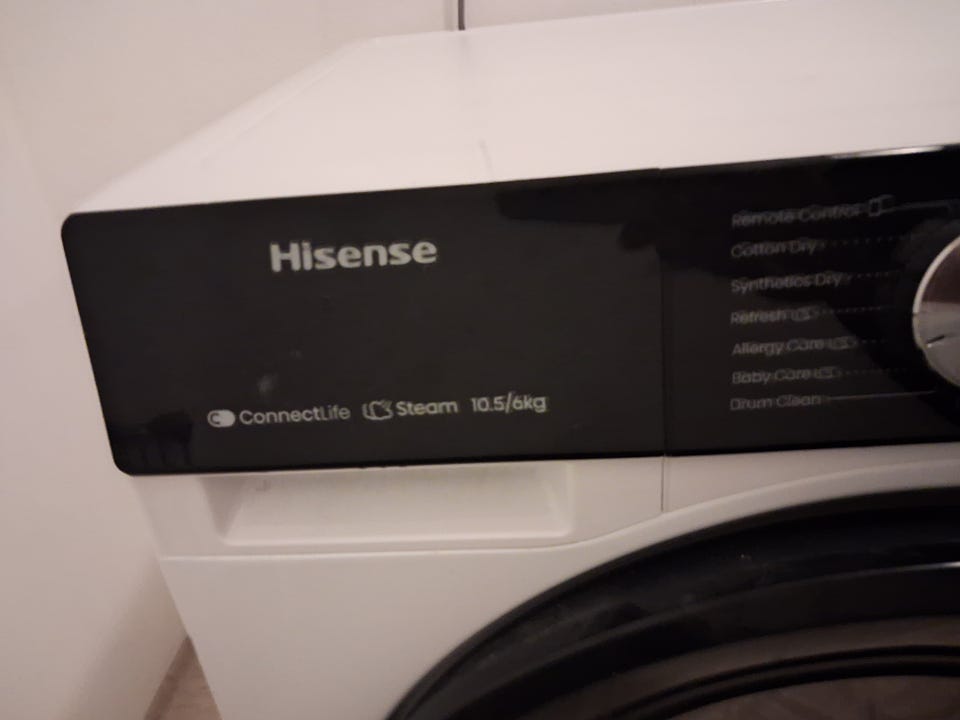 Hisense
ConnectLife Steam 10.5/6kg
Remote Control
Cotton Dry
Synthetics Dry
Refresh
Allergy Care
Baby Care
Drum Clean